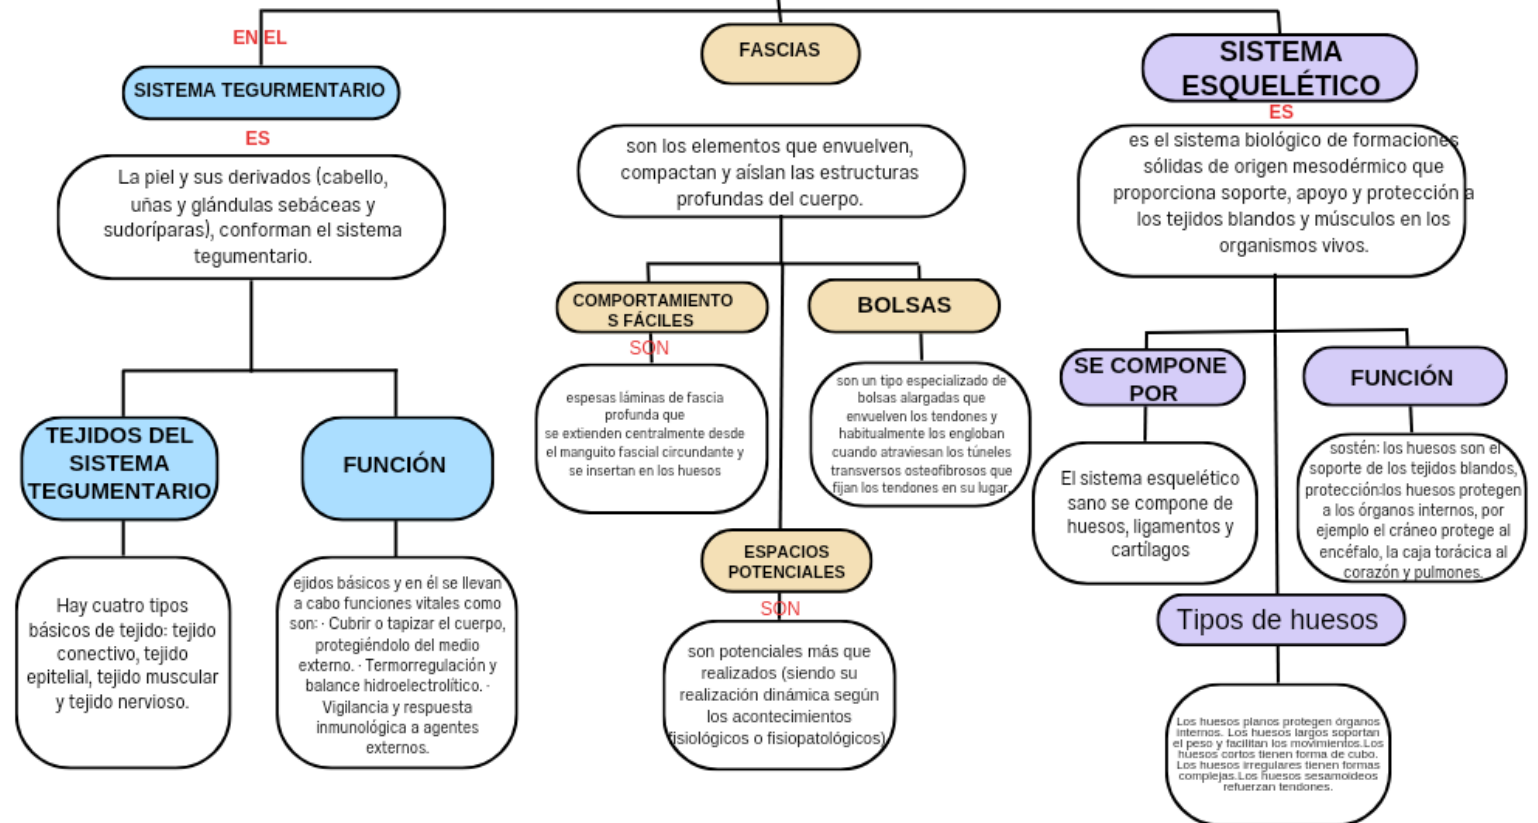 EN EL
SISTEMA TEGURMENTARIO
ES
La piel y sus derivados (cabello,
uñas y glándulas sebáceas y
sudoríparas), conforman el sistema
tegumentario.
TEJIDOS DEL
SISTEMA
TEGUMENTARIO
Hay cuatro tipos
básicos de tejido: tejido
conectivo, tejido
epitelial, tejido muscular
y tejido nervioso.
FUNCIÓN
ejidos básicos y en él se llevan
a cabo funciones vitales como
son: · Cubrir o tapizar el cuerpo,
protegiéndolo del medio
externo. · Termorregulación y
balance hidroelectrolítico. ·
Vigilancia y respuesta
inmunológica a agentes
externos.
FASCIAS
son los elementos que envuelven,
compactan y aíslan las estructuras
profundas del cuerpo.
COMPORTAMIENTO
S FÁCILES
SON
espesas láminas de fascia
profunda que
se extienden centralmente desde
el manguito fascial circundante y
se insertan en los huesos
BOLSAS
son un tipo especializado de
bolsas alargadas que
envuelven los tendones y
habitualmente los engloban
cuando atraviesan los túneles
transversos osteofibrosos que
fijan los tendones en su lugar.
ESPACIOS
POTENCIALES
SON
son potenciales más que
realizados (siendo su
realización dinámica según
los acontecimientos
fisiológicos o fisiopatológicos)
SISTEMA
ESQUELÉTICO
ES
es el sistema biológico de formaciones
sólidas de origen mesodérmico que
proporciona soporte, apoyo y protección a
los tejidos blandos y músculos en los
organismos vivos.
SE COMPONE
POR
El sistema esquelético
sano se compone de
huesos, ligamentos y
cartílagos
FUNCIÓN
sostén: los huesos son el
soporte de los tejidos blandos,
protección:los huesos protegen
a los órganos internos, por
ejemplo el cráneo protege al
encéfalo, la caja torácica al
corazón y pulmones.
Tipos de huesos
Los huesos planos protegen órganos
internos. Los huesos largos soportan
el peso y facilitan los movimientos.Los
huesos cortos tienen forma de cubo.
Los huesos irregulares tienen formas
complejas.Los huesos sesamoideos
refuerzan tendones.